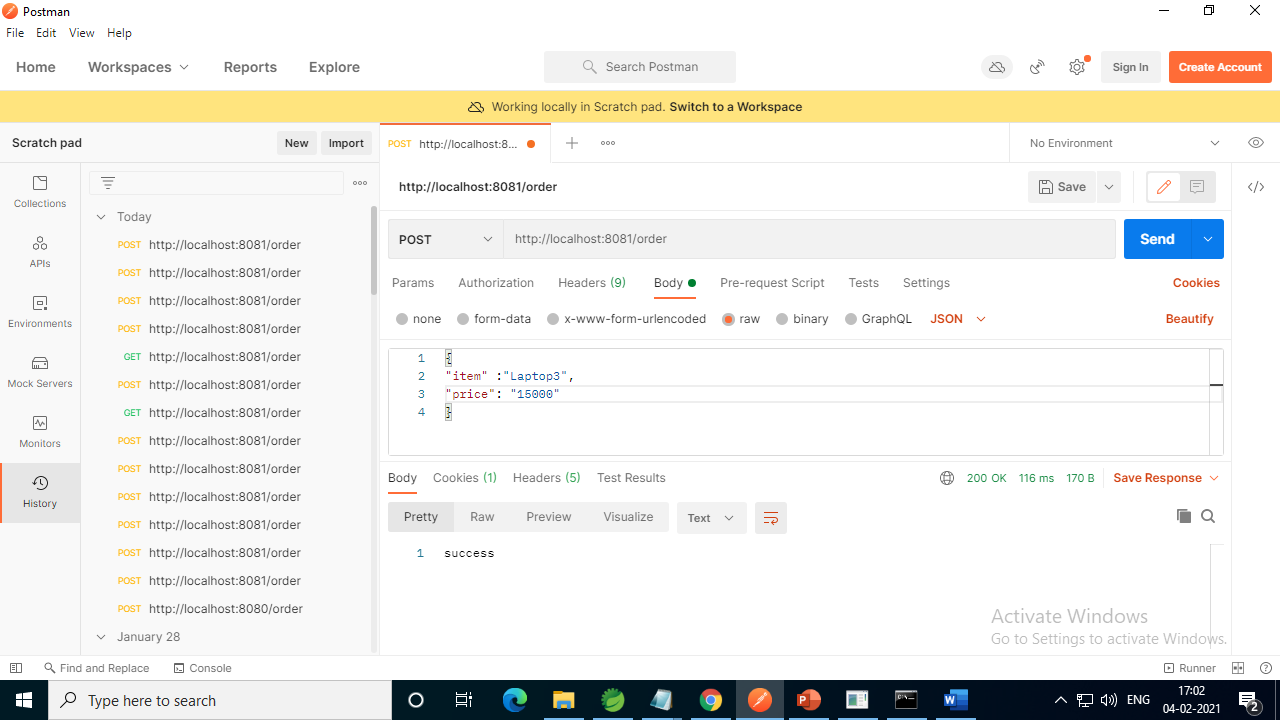 Postman
File Edit View Help
Home Workspaces Reports Explore Search Postman Sign In Create Account
Working locally in Scratch pad. Switch to a Workspace
Scratch pad New Import POST http://localhost:8... No Environment
http://localhost:8081/order Save
Collections
APIs
Environments
Mock Servers
Monitors
History
Today
POST http://localhost:8081/order
POST http://localhost:8081/order
POST http://localhost:8081/order
POST http://localhost:8081/order
GET http://localhost:8081/order
POST http://localhost:8081/order
GET http://localhost:8081/order
POST http://localhost:8081/order
POST http://localhost:8081/order
POST http://localhost:8081/order
POST http://localhost:8081/order
POST http://localhost:8081/order
POST http://localhost:8081/order
POST http://localhost:8080/order
January 28
POST http://localhost:8081/order Send
Params Authorization Headers (9) Body Pre-request Script Tests Settings Cookies
none form-data x-www-form-urlencoded raw binary GraphQL JSON Beautify
1 {
2 "item" :"Laptop3",
3 "price": "15000"
4 }
Body Cookies (1) Headers (5) Test Results 200 OK 116 ms 170 B Save Response
Pretty Raw Preview Visualize Text
1 success
Activate Windows
Go to Settings to activate Windows.
Find and Replace Console Runner
Type here to search ENG 17:02
04-02-2021 2